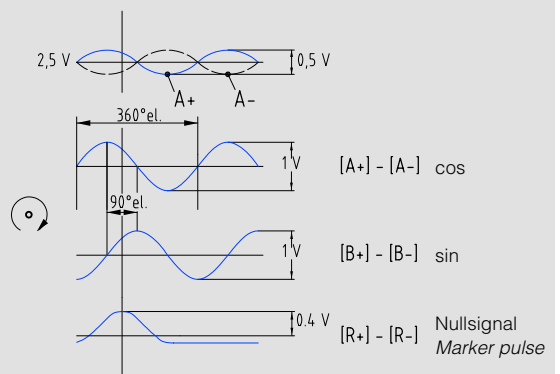 2,5 V
0,5 V
A+ A-
360°el.
1 V [A+] - [A-] cos
90°el.
1 V [B+] - [B-] sin
0.4 V [R+] - [R-] Nullsignal
Marker pulse